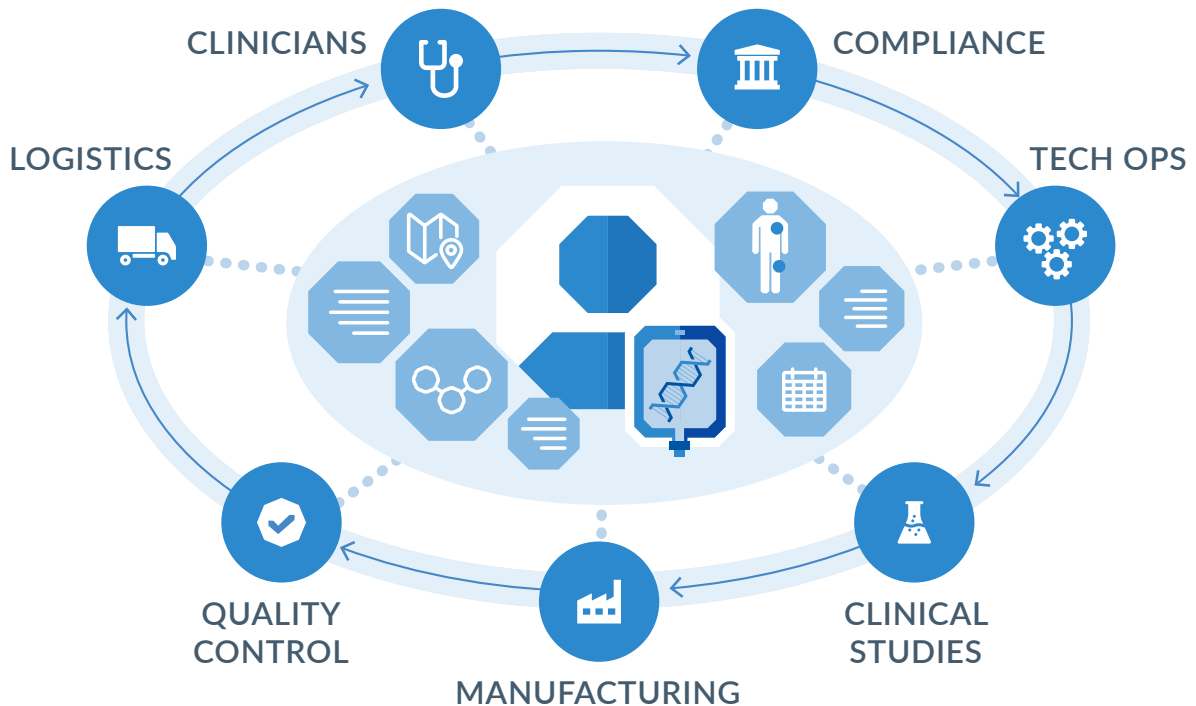 CLINICIANS
COMPLIANCE
LOGISTICS
TECH OPS
QUALITY
CONTROL
CLINICAL
STUDIES
MANUFACTURING